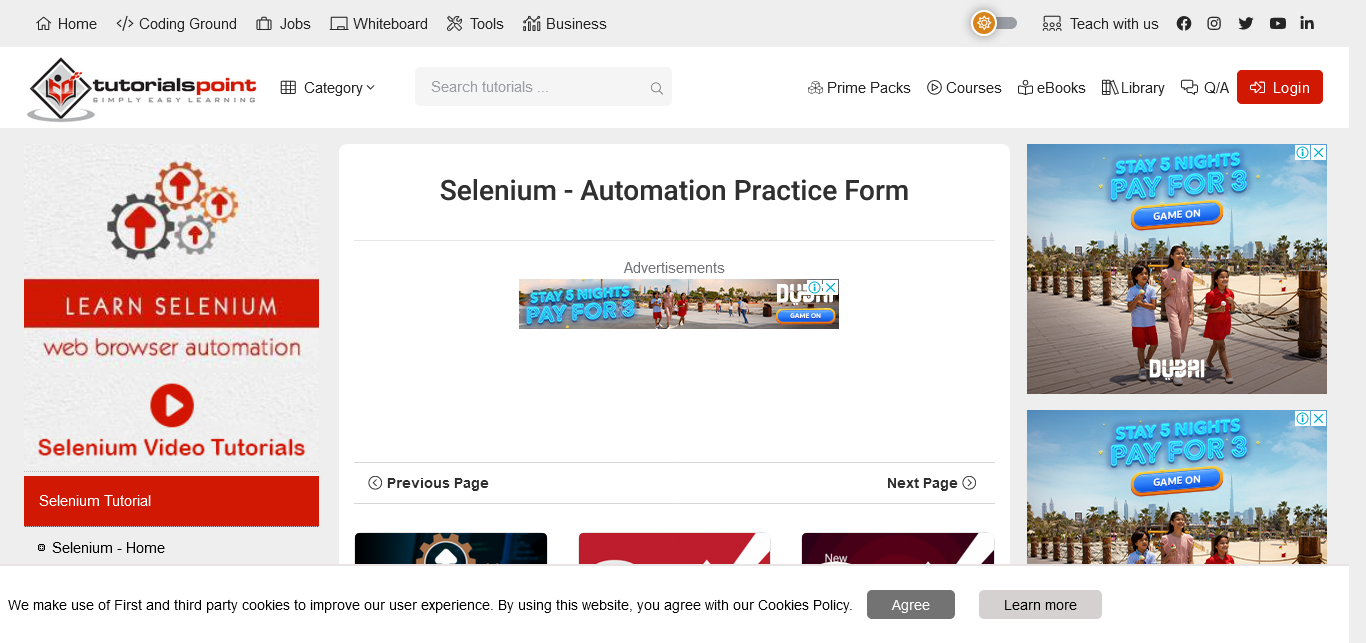 Home Coding Ground Jobs Whiteboard Tools Business Teach with us
tutorialspoint
SIMPLY EASY LEARNING
Category
Search tutorials ...
Prime Packs Courses eBooks Library Q/A Login
LEARN SELENIUM
web browser automation
Selenium Video Tutorials
Selenium Tutorial
Selenium - Home
Selenium - Automation Practice Form
Advertisements
STAY 5 NIGHTS
PAY FOR 3
DUBAI
GAME ON
Previous Page Next Page
New
STAY 5 NIGHTS
PAY FOR 3
GAME ON
DUBAI
STAY 5 NIGHTS
PAY FOR 3
GAME ON
We make use of First and third party cookies to improve our user experience. By using this website, you agree with our Cookies Policy. Agree Learn more